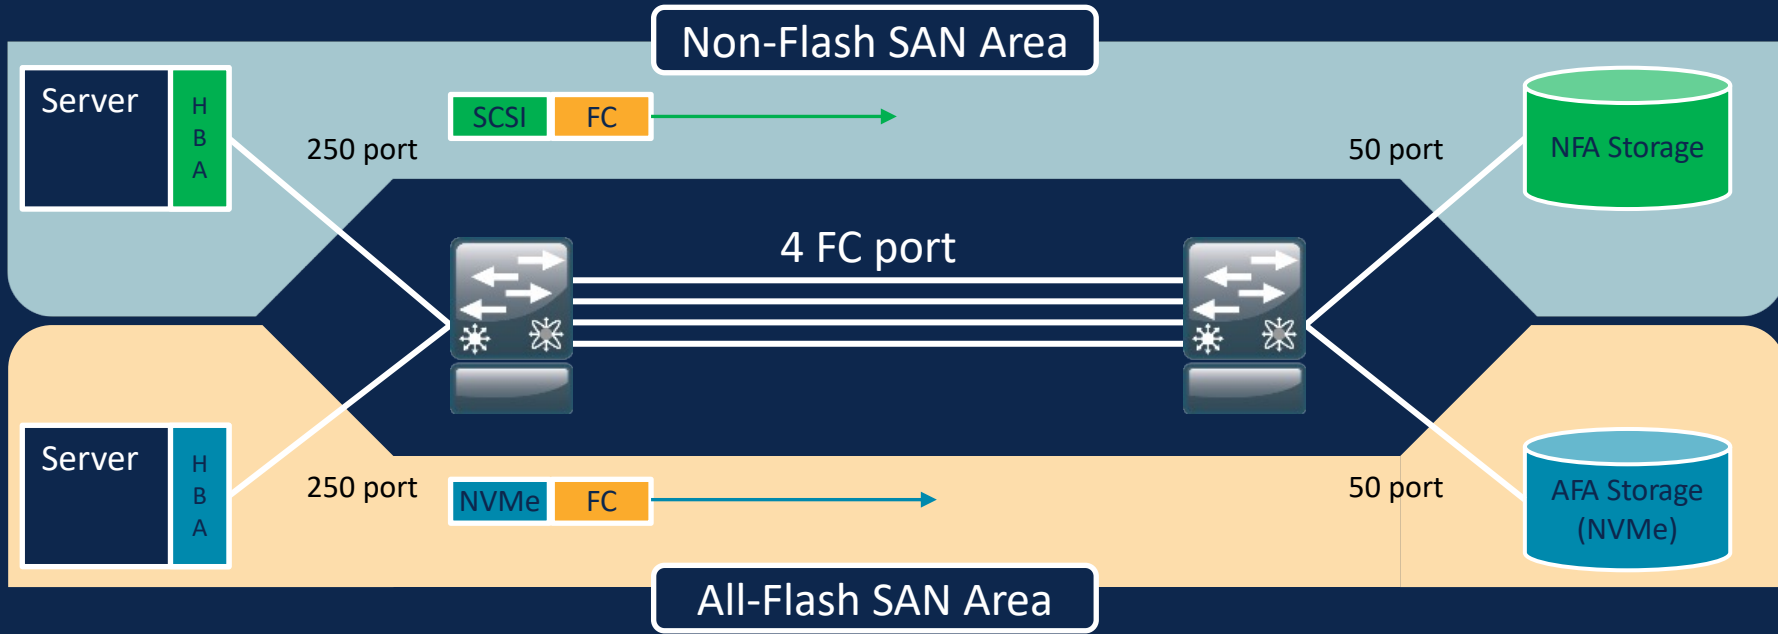 Non-Flash SAN Area
Server
H
B
A
250 port
SCSI FC
50 port
NFA Storage
4 FC port
Server
H
B
A
250 port
NVMe FC
50 port
AFA Storage
(NVMe)
All-Flash SAN Area